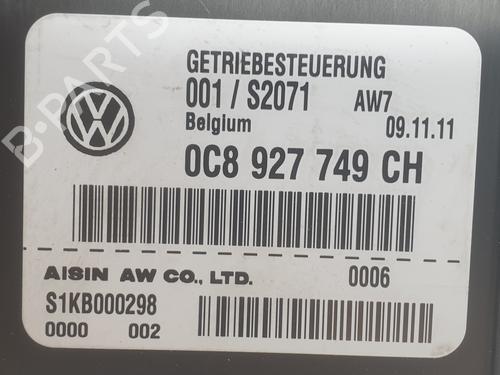 B-PARTS
GETRIEBESTEUERUNG
001 / S2071 AW7
Belgium 09.11.11
0C8 927 749 CH
AISIN AW CO., LTD. 0006
S1KB000298
0000 002